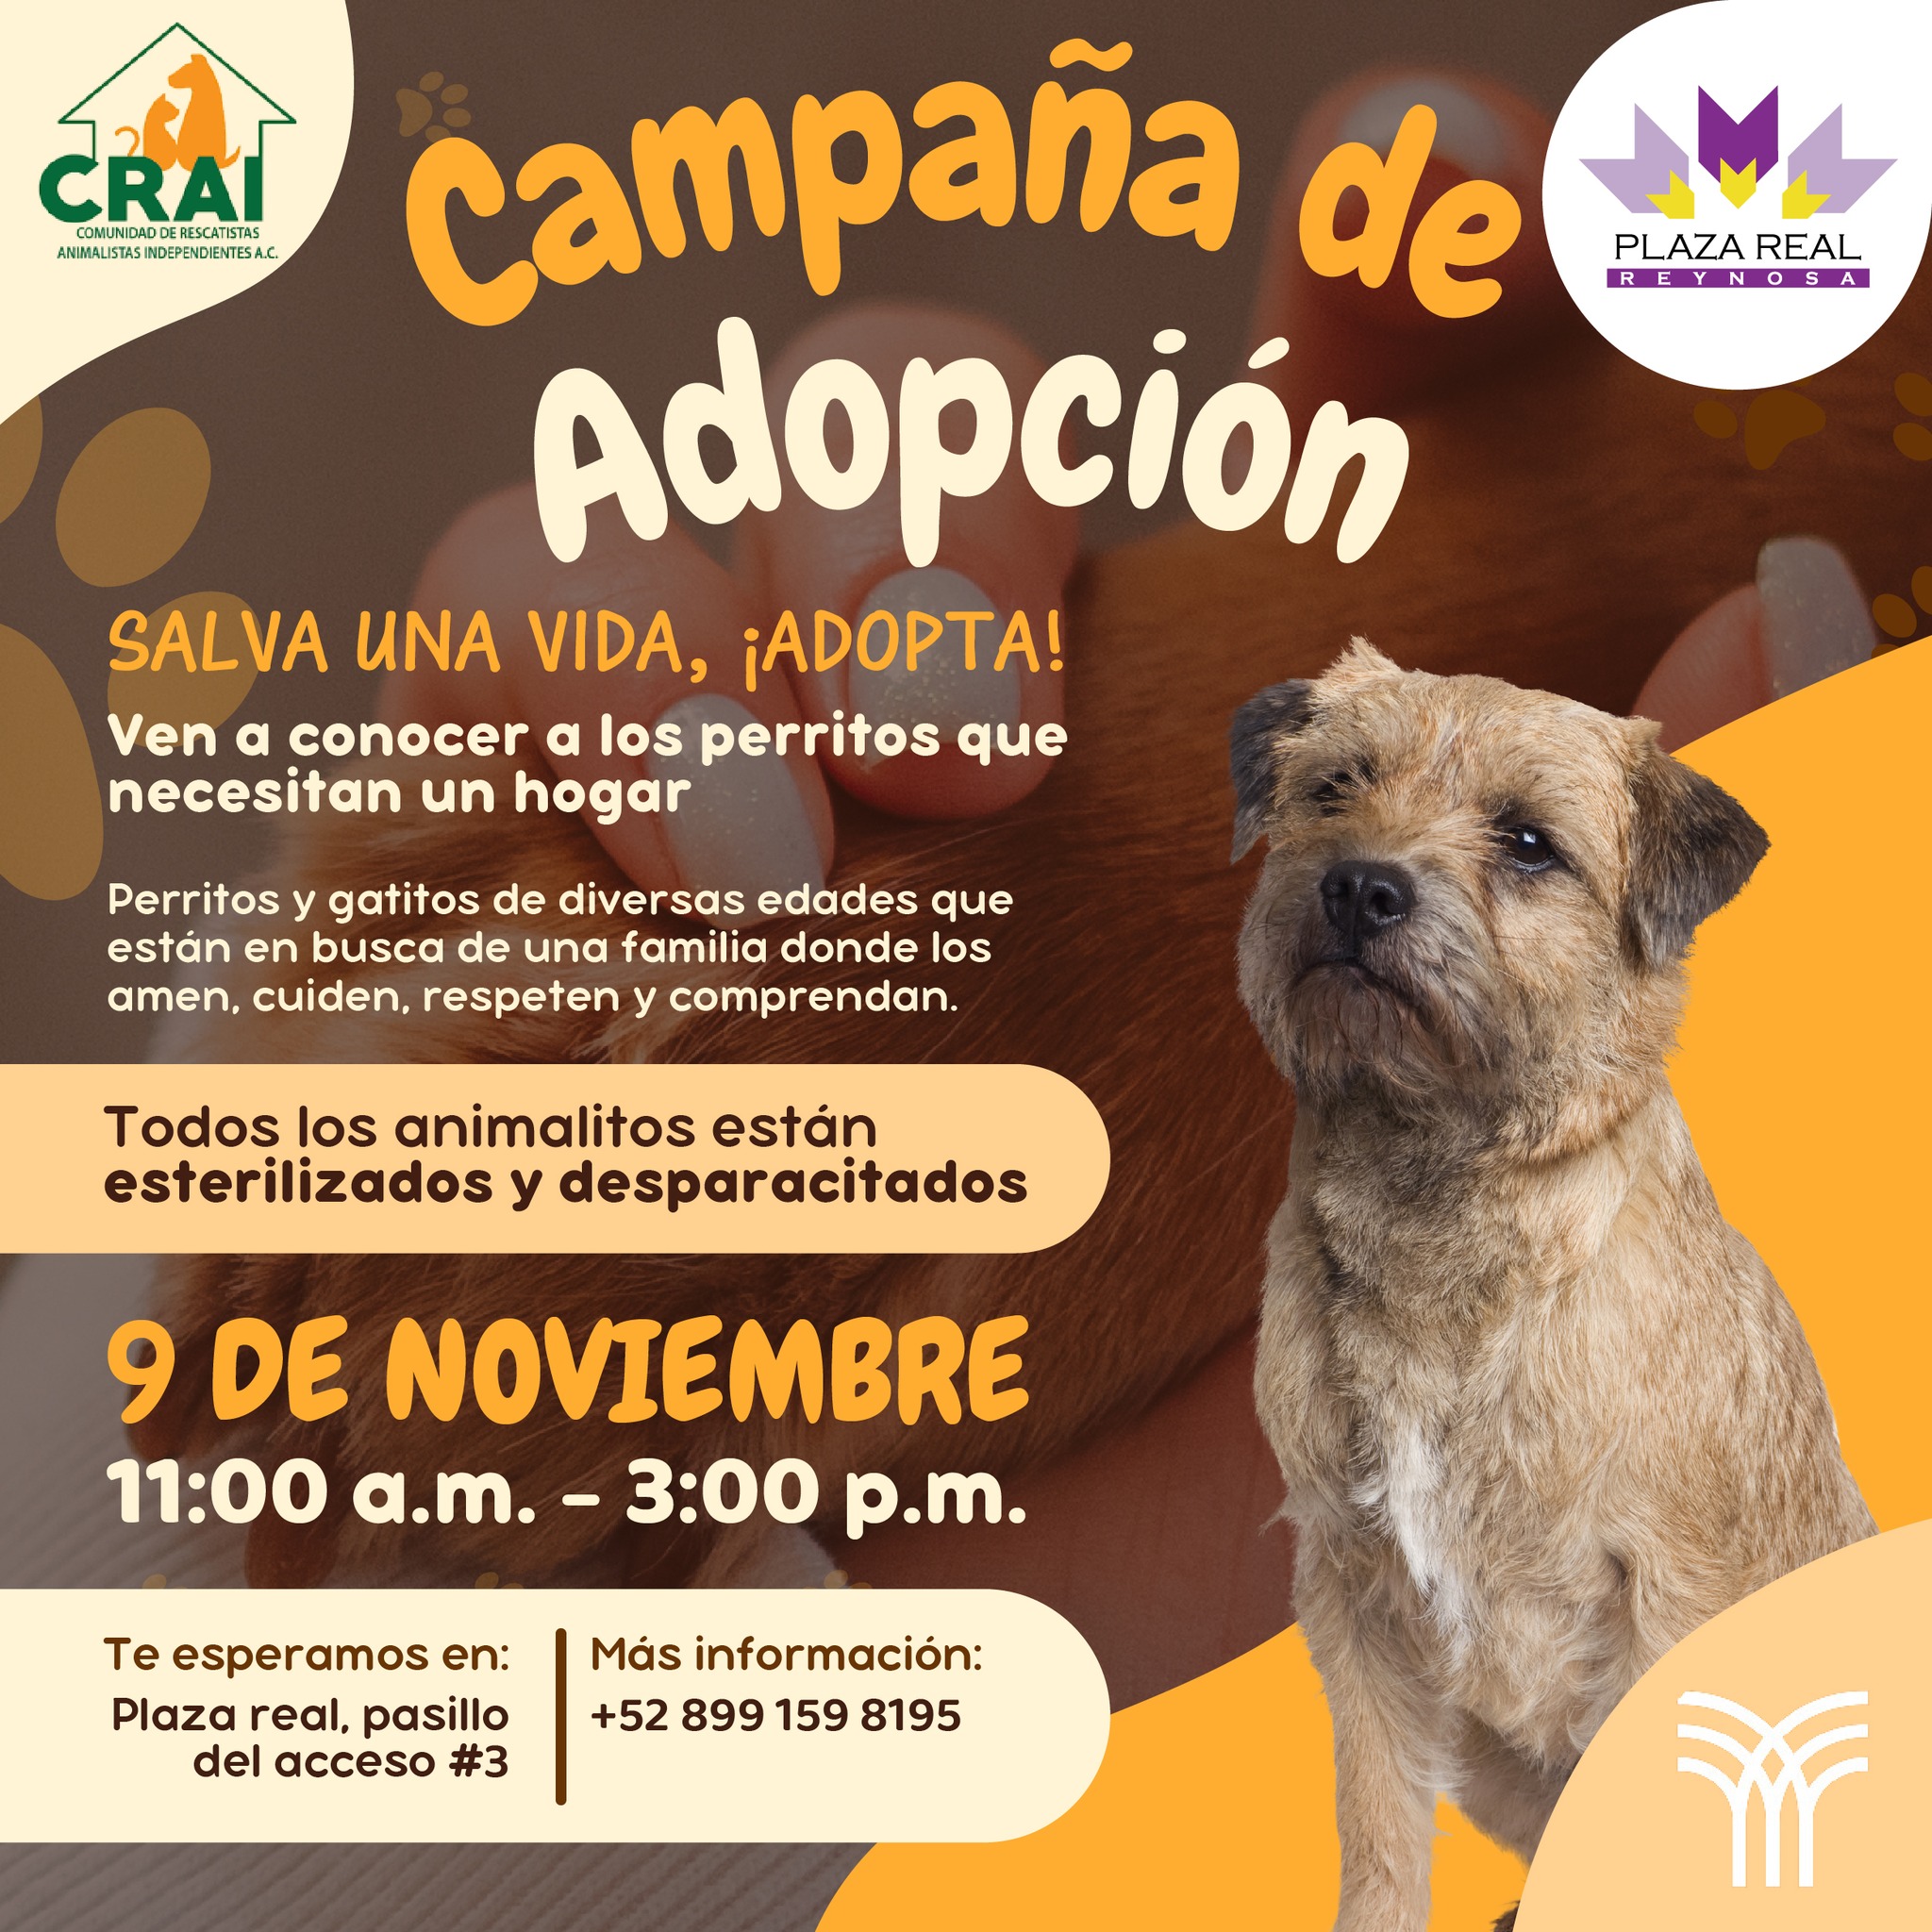 CRAI
COMUNIDAD DE RESCATISTAS
ANIMALISTAS INDEPENDIENTES A.C.
PLAZA REAL
REYNOSA
Campaña de
Adopción
SALVA UNA VIDA, ¡ADOPTA!
Ven a conocer a los perritos que
necesitan un hogar
Perritos y gatitos de diversas edades que
están en busca de una familia donde los
amen, cuiden, respeten y comprendan.
Todos los animalitos están
esterilizados y desparacitados
9 DE NOVIEMBRE
11:00 a.m. - 3:00 p.m.
Te esperamos en:
Plaza real, pasillo
del acceso #3
Más información:
+52 899 159 8195